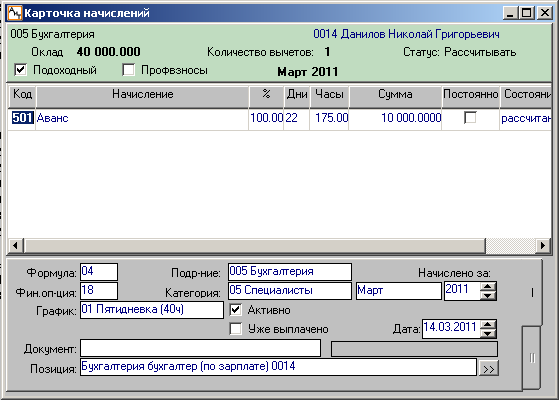 Карточка начислений
005 Бухгалтерия 0014 Данилов Николай Григорьевич
Оклад 40 000.000 Количество вычетов: 1 Статус: Рассчитывать
Подоходный Профвзносы Март 2011
Код Начисление % Дни Часы Сумма Постоянно Состояни
501 Аванс 100.00 22 175.00 10 000.0000 рассчитан
Формула: 04 Подр-ние: 005 Бухгалтерия Начислено за:
Фин.оп-ция: 18 Категория: 05 Специалисты Март 2011
График: 01 Пятидневка (40ч) Активно
Уже выплачено Дата: 14.03.2011
Документ:
Позиция: Бухгалтерия бухгалтер (по зарплате) 0014 >>
I
II